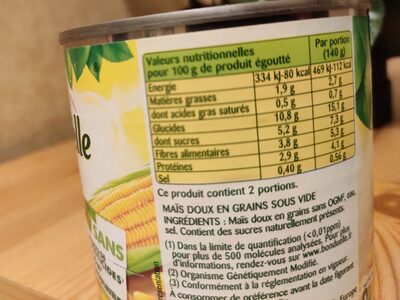 Valeurs nutritionnelles
pour 100 g de produit égoutté
Par portion
(140 g)
Energie 334 kJ-80 kcal 469 kJ-112 kcal
Matières grasses 1,9 g 2,7 g
dont acides gras saturés 0,5 g 0,7 g
Glucides 10,8 g 15,1 g
dont sucres 5,2 g 7,3 g
Fibres alimentaires 3,8 g 5,3 g
Protéines 2,9 g 4,1 g
Sel 0,40 g 0,56 g
Ce produit contient 2 portions.
MAÏS DOUX EN GRAINS SOUS VIDE
INGRÉDIENTS : Maïs doux en grains sans OGM², eau,
sel. Contient des sucres naturellement présents.
(1) Dans la limite de quantification (<0,01ppm)
pour plus de 500 molécules analysées. Pour plus
d'informations, rendez-vous sur www.bonduelle.
(2) Organisme Génétiquement Modifié.
(3) Conformément à la réglementation en vigueur.
À consommer de préférence avant la date figurant
lle
SANS